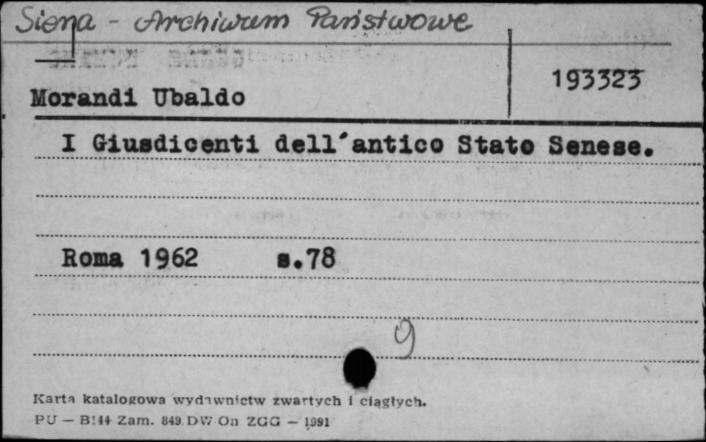 Siena - Archiwum Państwowe
193323
Morandi Ubaldo
I Giusdicenti dell'antico Stato Senese.
Roma 1962 s.78
9
Karta katalogowa wydawnictw zwartych i ciągłych.
PU — B144 Zam. 849 DW On ZGG — 1991